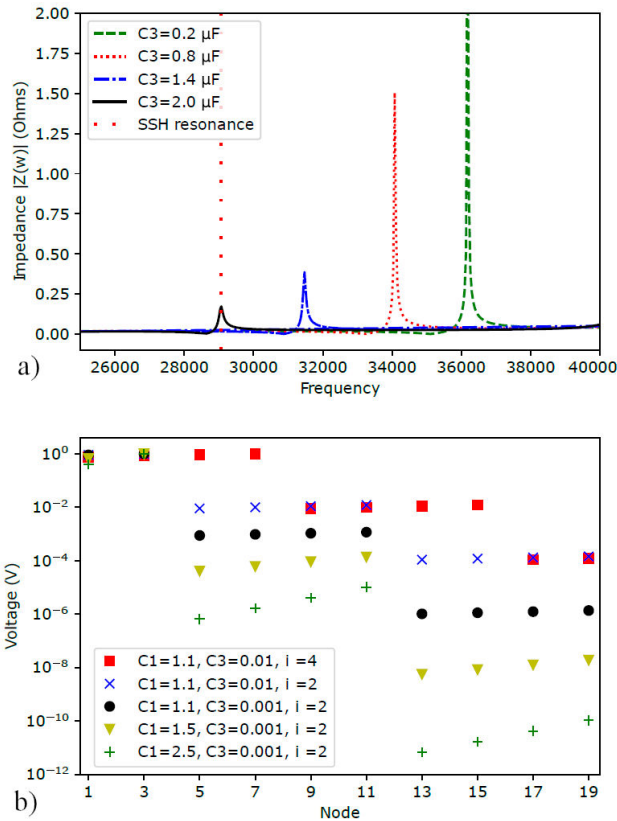 2.00
1.75
1.50
1.25
1.00
0.75
0.50
0.25
0.00
Impedance |Z(w)| (Ohms)
C3=0.2 μF
C3=0.8 μF
C3=1.4 μF
C3=2.0 μF
SSH resonance
26000 28000 30000 32000 34000 36000 38000 40000
Frequency
a)
10⁰
10⁻²
10⁻⁴
10⁻⁶
10⁻⁸
10⁻¹⁰
10⁻¹²
Voltage (V)
C1=1.1, C3=0.01, i =4
C1=1.1, C3=0.01, i =2
C1=1.1, C3=0.001, i =2
C1=1.5, C3=0.001, i =2
C1=2.5, C3=0.001, i =2
1 3 5 7 9 11 13 15 17 19
Node
b)